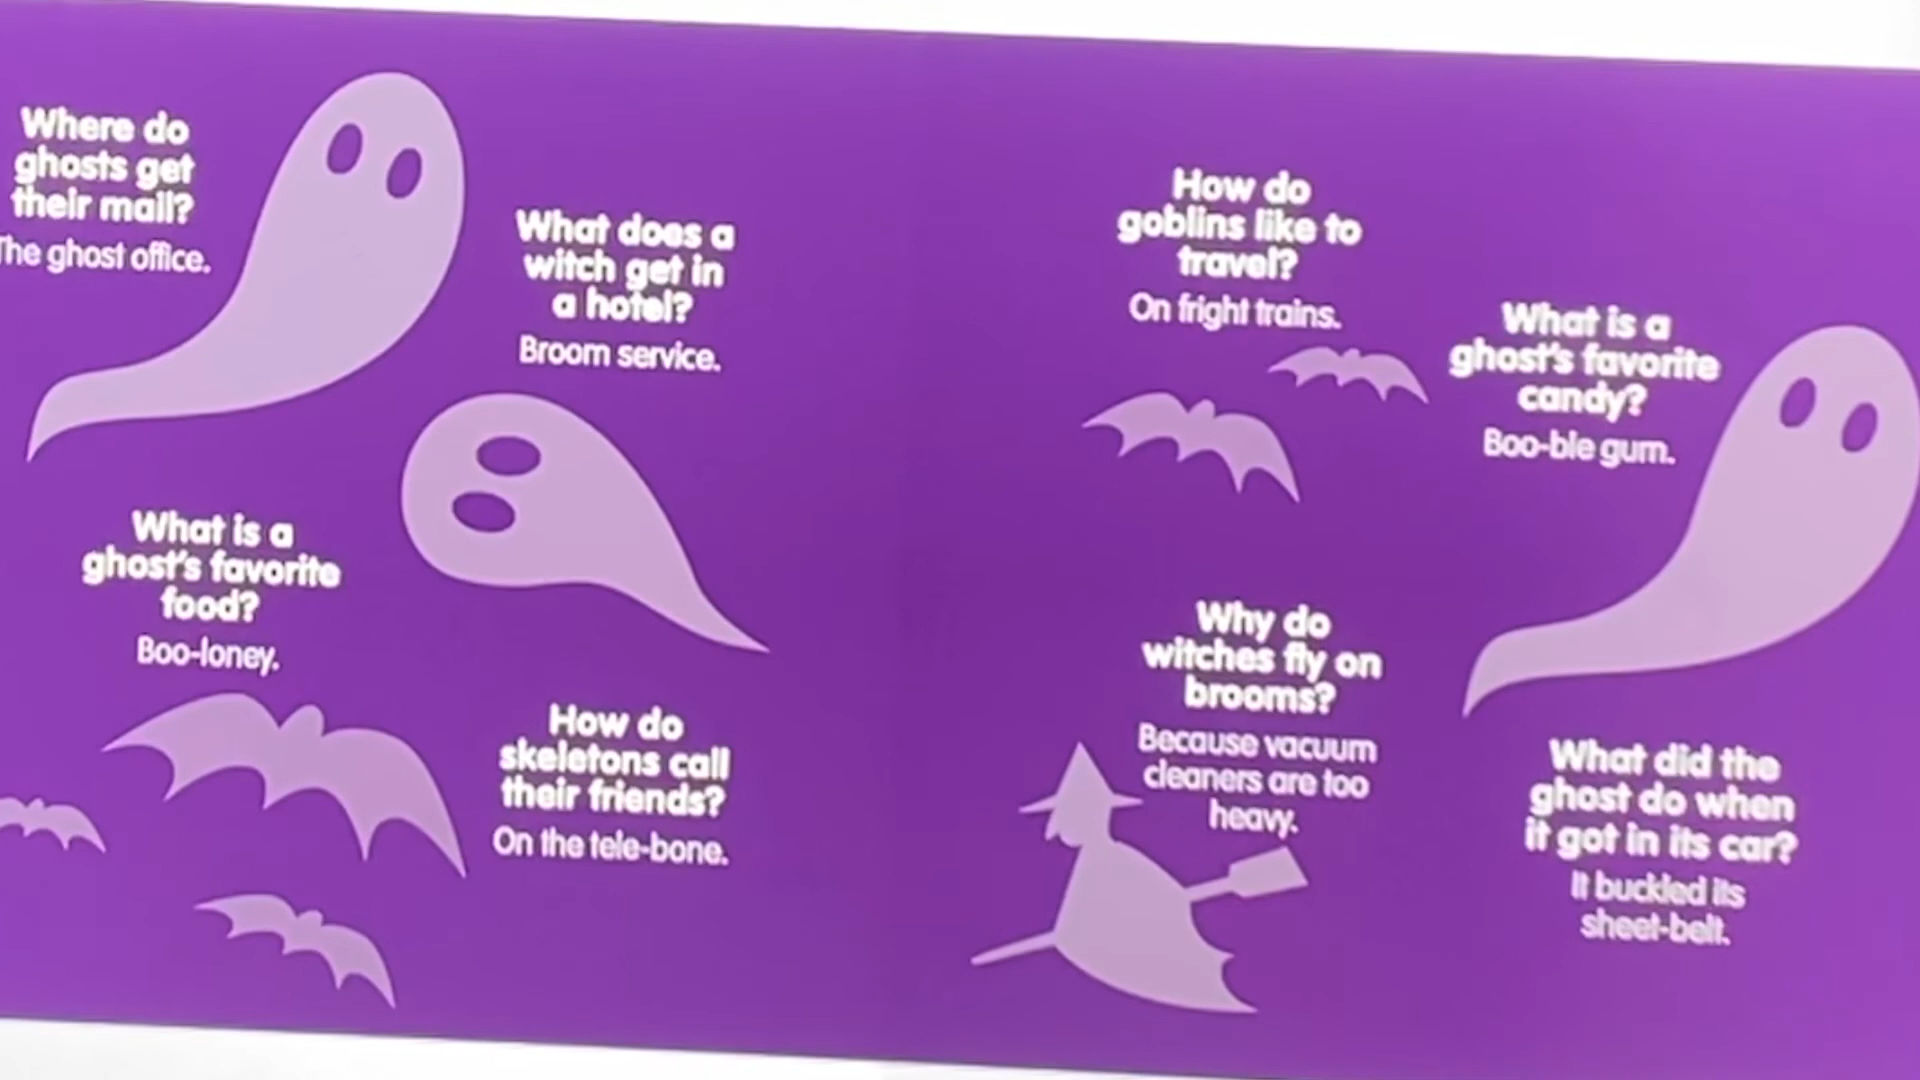 Where do
ghosts get
their mail?
The ghost office.
What does a
witch get in
a hotel?
Broom service.
What is a
ghost's favorite
food?
Boo-loney.
How do
skeletons call
their friends?
On the tele-bone.
How do
goblins like to
travel?
On fright trains.
What is a
ghost's favorite
candy?
Boo-ble gum.
Why do
witches fly on
brooms?
Because vacuum
cleaners are too
heavy.
What did the
ghost do when
it got in its car?
It buckled its
sheet-belt.